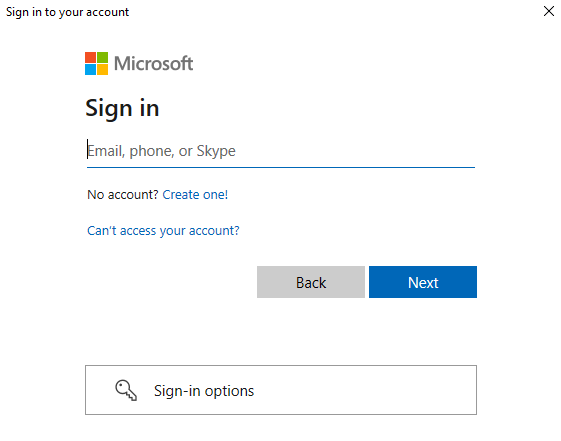 Sign in to your account
Microsoft
Sign in
Email, phone, or Skype
No account? Create one!
Can't access your account?
Back Next
Sign-in options